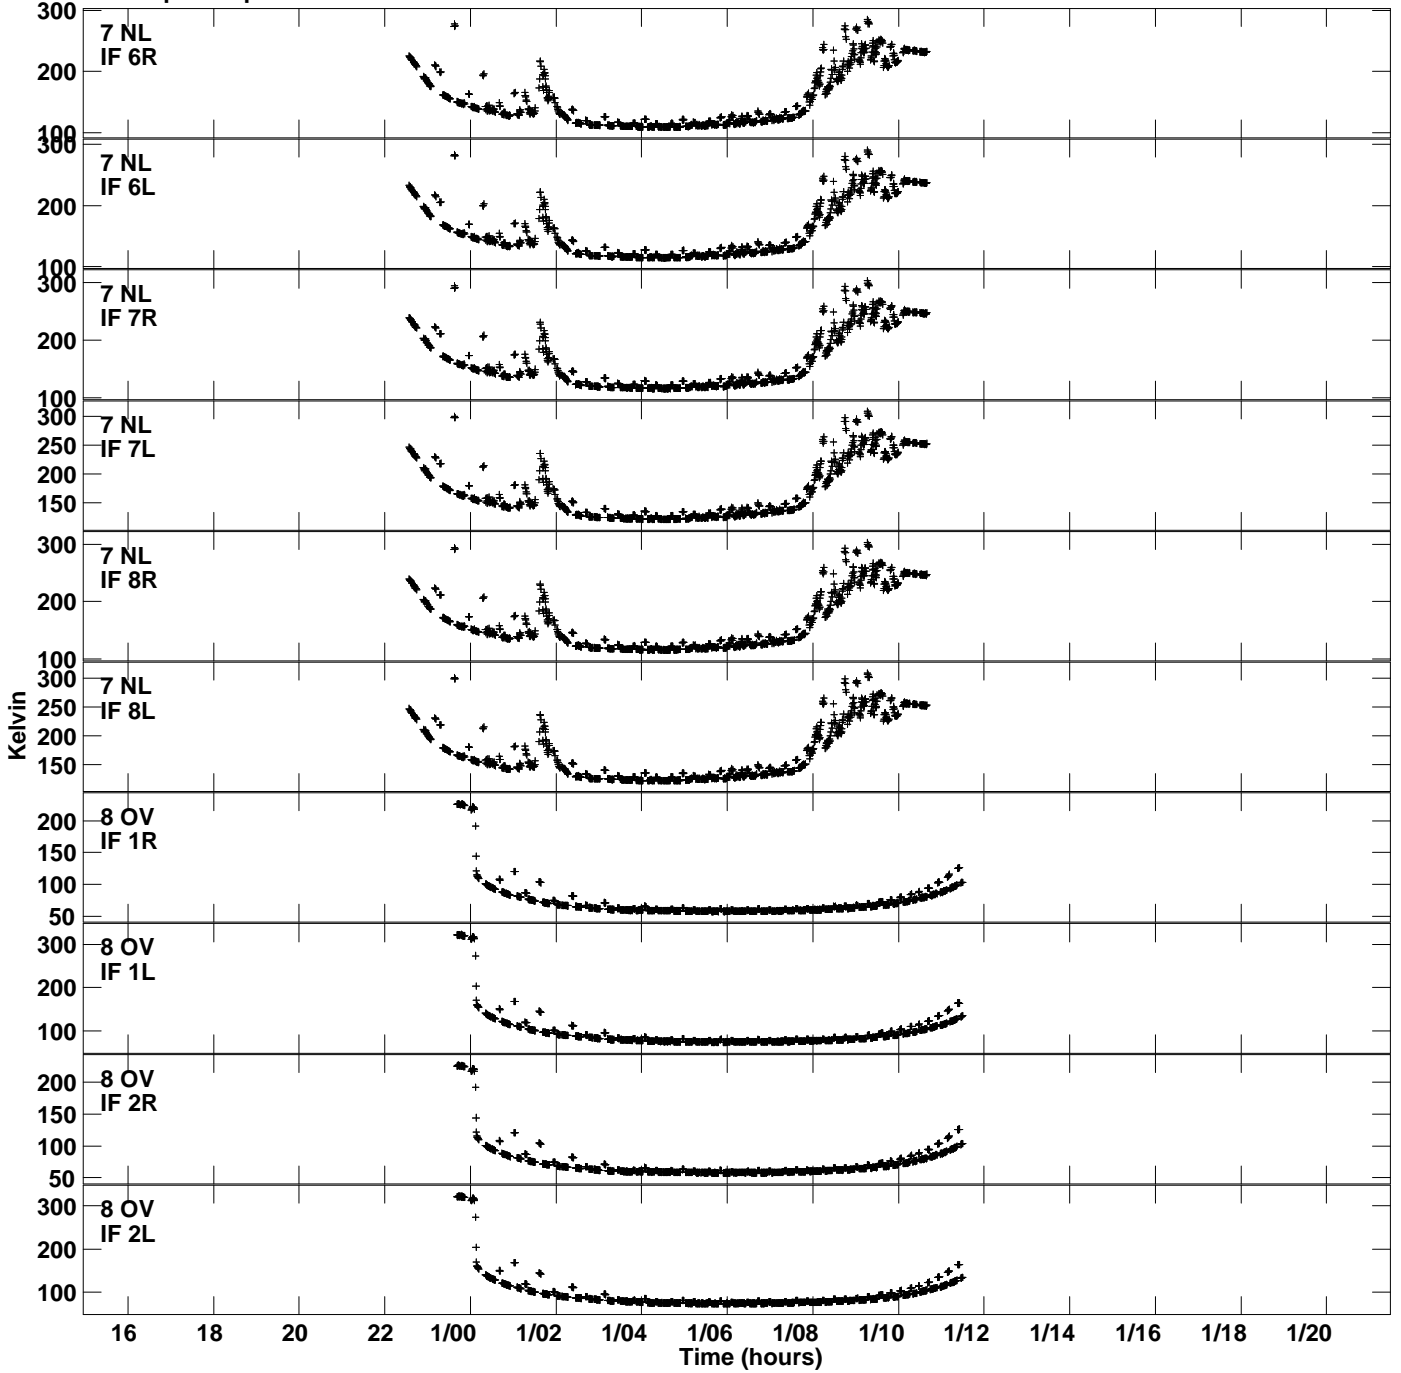 300
7 NL
IF 6R
200
100
300
7 NL
IF 6L
200
100
300
7 NL
IF 7R
200
100
300
7 NL
IF 7L
250
200
150
300
7 NL
IF 8R
200
100
300
7 NL
IF 8L
250
200
150
Kelvin
8 OV
IF 1R
200
150
100
50
300
8 OV
IF 1L
200
100
200
8 OV
IF 2R
150
100
50
300
8 OV
IF 2L
200
100
16 18 20 22 1/00 1/02 1/04 1/06 1/08 1/10 1/12 1/14 1/16 1/18 1/20
Time (hours)